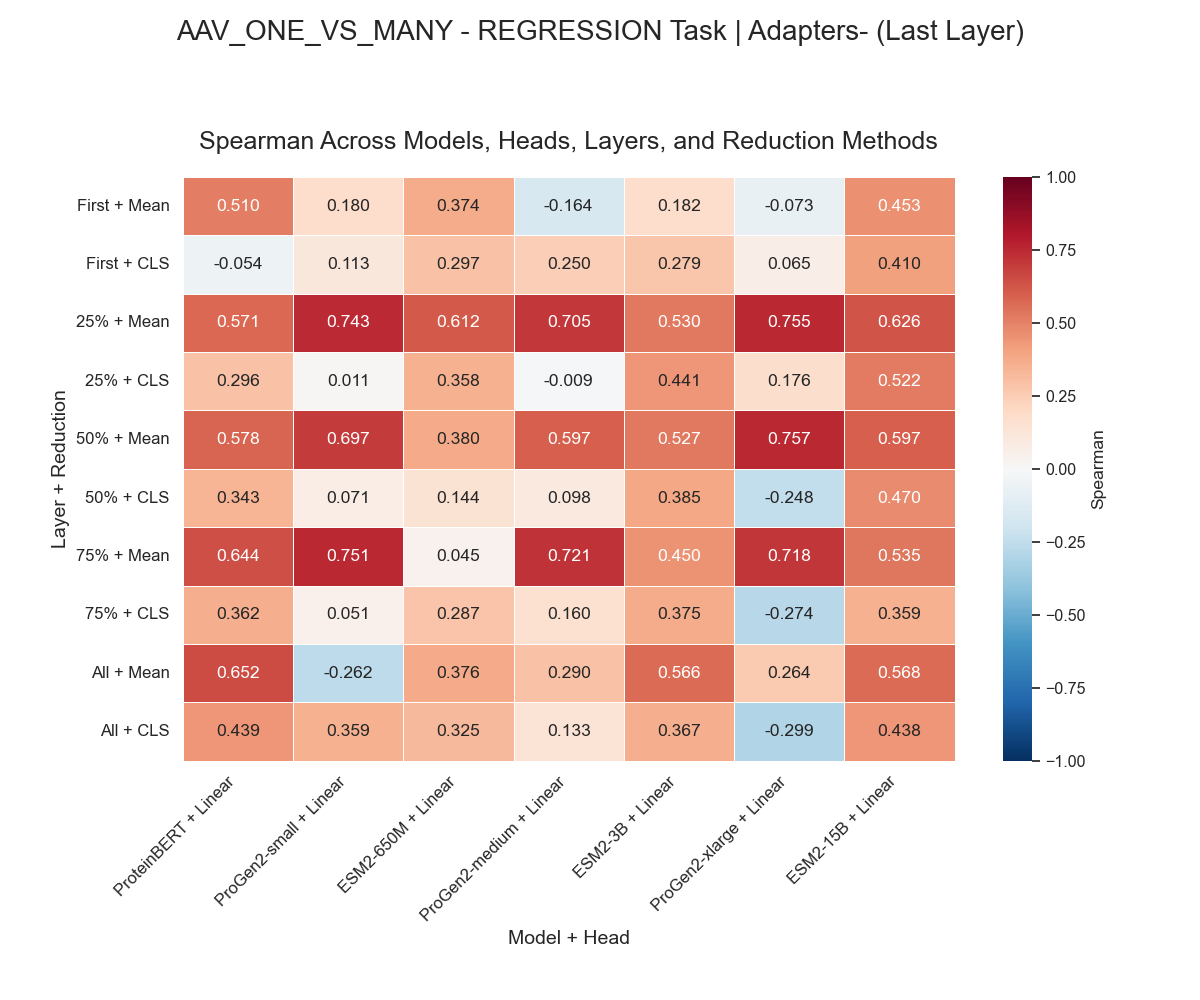 AAV_ONE_VS_MANY - REGRESSION Task | Adapters- (Last Layer)
Spearman Across Models, Heads, Layers, and Reduction Methods
Layer + Reduction
First + Mean 0.510 0.180 0.374 -0.164 0.182 -0.073 0.453
First + CLS -0.054 0.113 0.297 0.250 0.279 0.065 0.410
25% + Mean 0.571 0.743 0.612 0.705 0.530 0.755 0.626
25% + CLS 0.296 0.011 0.358 -0.009 0.441 0.176 0.522
50% + Mean 0.578 0.697 0.380 0.597 0.527 0.757 0.597
50% + CLS 0.343 0.071 0.144 0.098 0.385 -0.248 0.470
75% + Mean 0.644 0.751 0.045 0.721 0.450 0.718 0.535
75% + CLS 0.362 0.051 0.287 0.160 0.375 -0.274 0.359
All + Mean 0.652 -0.262 0.376 0.290 0.566 0.264 0.568
All + CLS 0.439 0.359 0.325 0.133 0.367 -0.299 0.438
ProteinBERT + Linear
ProGen2-small + Linear
ESM2-650M + Linear
ProGen2-medium + Linear
ESM2-3B + Linear
ProGen2-xlarge + Linear
ESM2-15B + Linear
Model + Head
1.00
0.75
0.50
0.25
0.00
−0.25
−0.50
−0.75
−1.00
Spearman